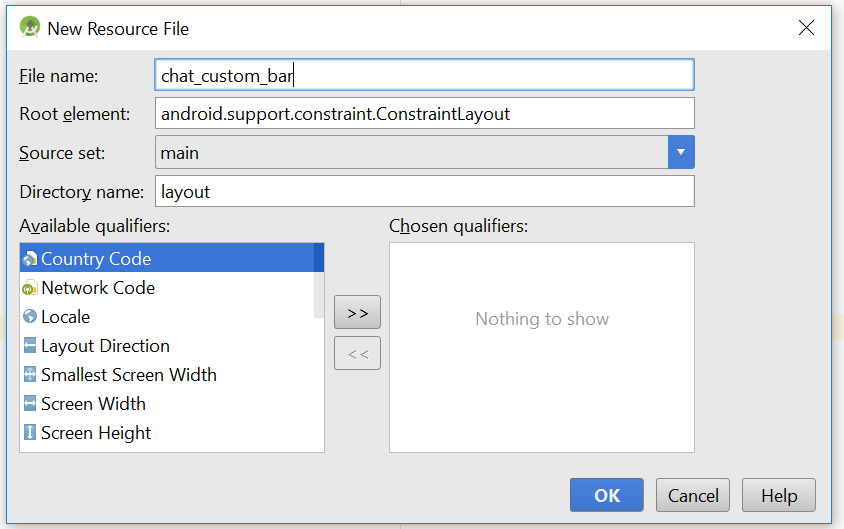 New Resource File
File name: chat_custom_bar
Root element: android.support.constraint.ConstraintLayout
Source set: main
Directory name: layout
Available qualifiers:
Country Code
Network Code
Locale
Layout Direction
Smallest Screen Width
Screen Width
Screen Height
>>
<<
Chosen qualifiers:
Nothing to show
OK Cancel Help